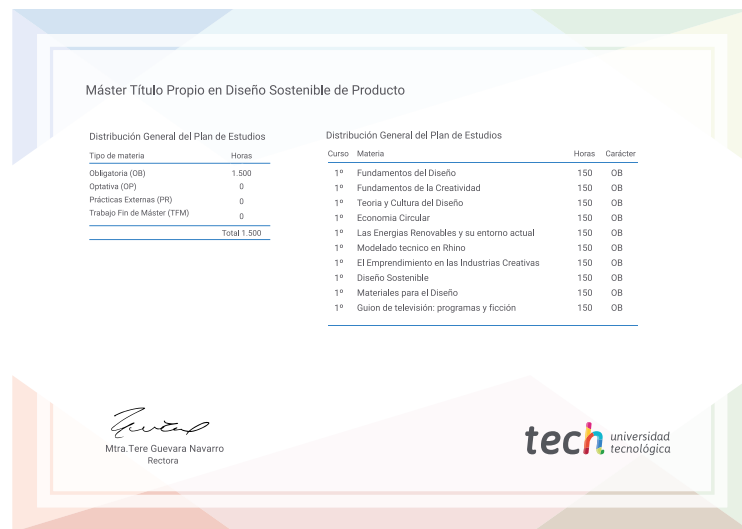 Máster Título Propio en Diseño Sostenible de Producto
Distribución General del Plan de Estudios
Tipo de materia Horas
Obligatoria (OB) 1.500
Optativa (OP) 0
Prácticas Externas (PR) 0
Trabajo Fin de Máster (TFM) 0
Total 1.500
Distribución General del Plan de Estudios
Curso Materia Horas Carácter
1º Fundamentos del Diseño 150 OB
1º Fundamentos de la Creatividad 150 OB
1º Teoria y Cultura del Diseño 150 OB
1º Economia Circular 150 OB
1º Las Energias Renovables y su entorno actual 150 OB
1º Modelado tecnico en Rhino 150 OB
1º El Emprendimiento en las Industrias Creativas 150 OB
1º Diseño Sostenible 150 OB
1º Materiales para el Diseño 150 OB
1º Guion de televisión: programas y ficción 150 OB
Mtra.Tere Guevara Navarro
Rectora
tech universidad
tecnológica